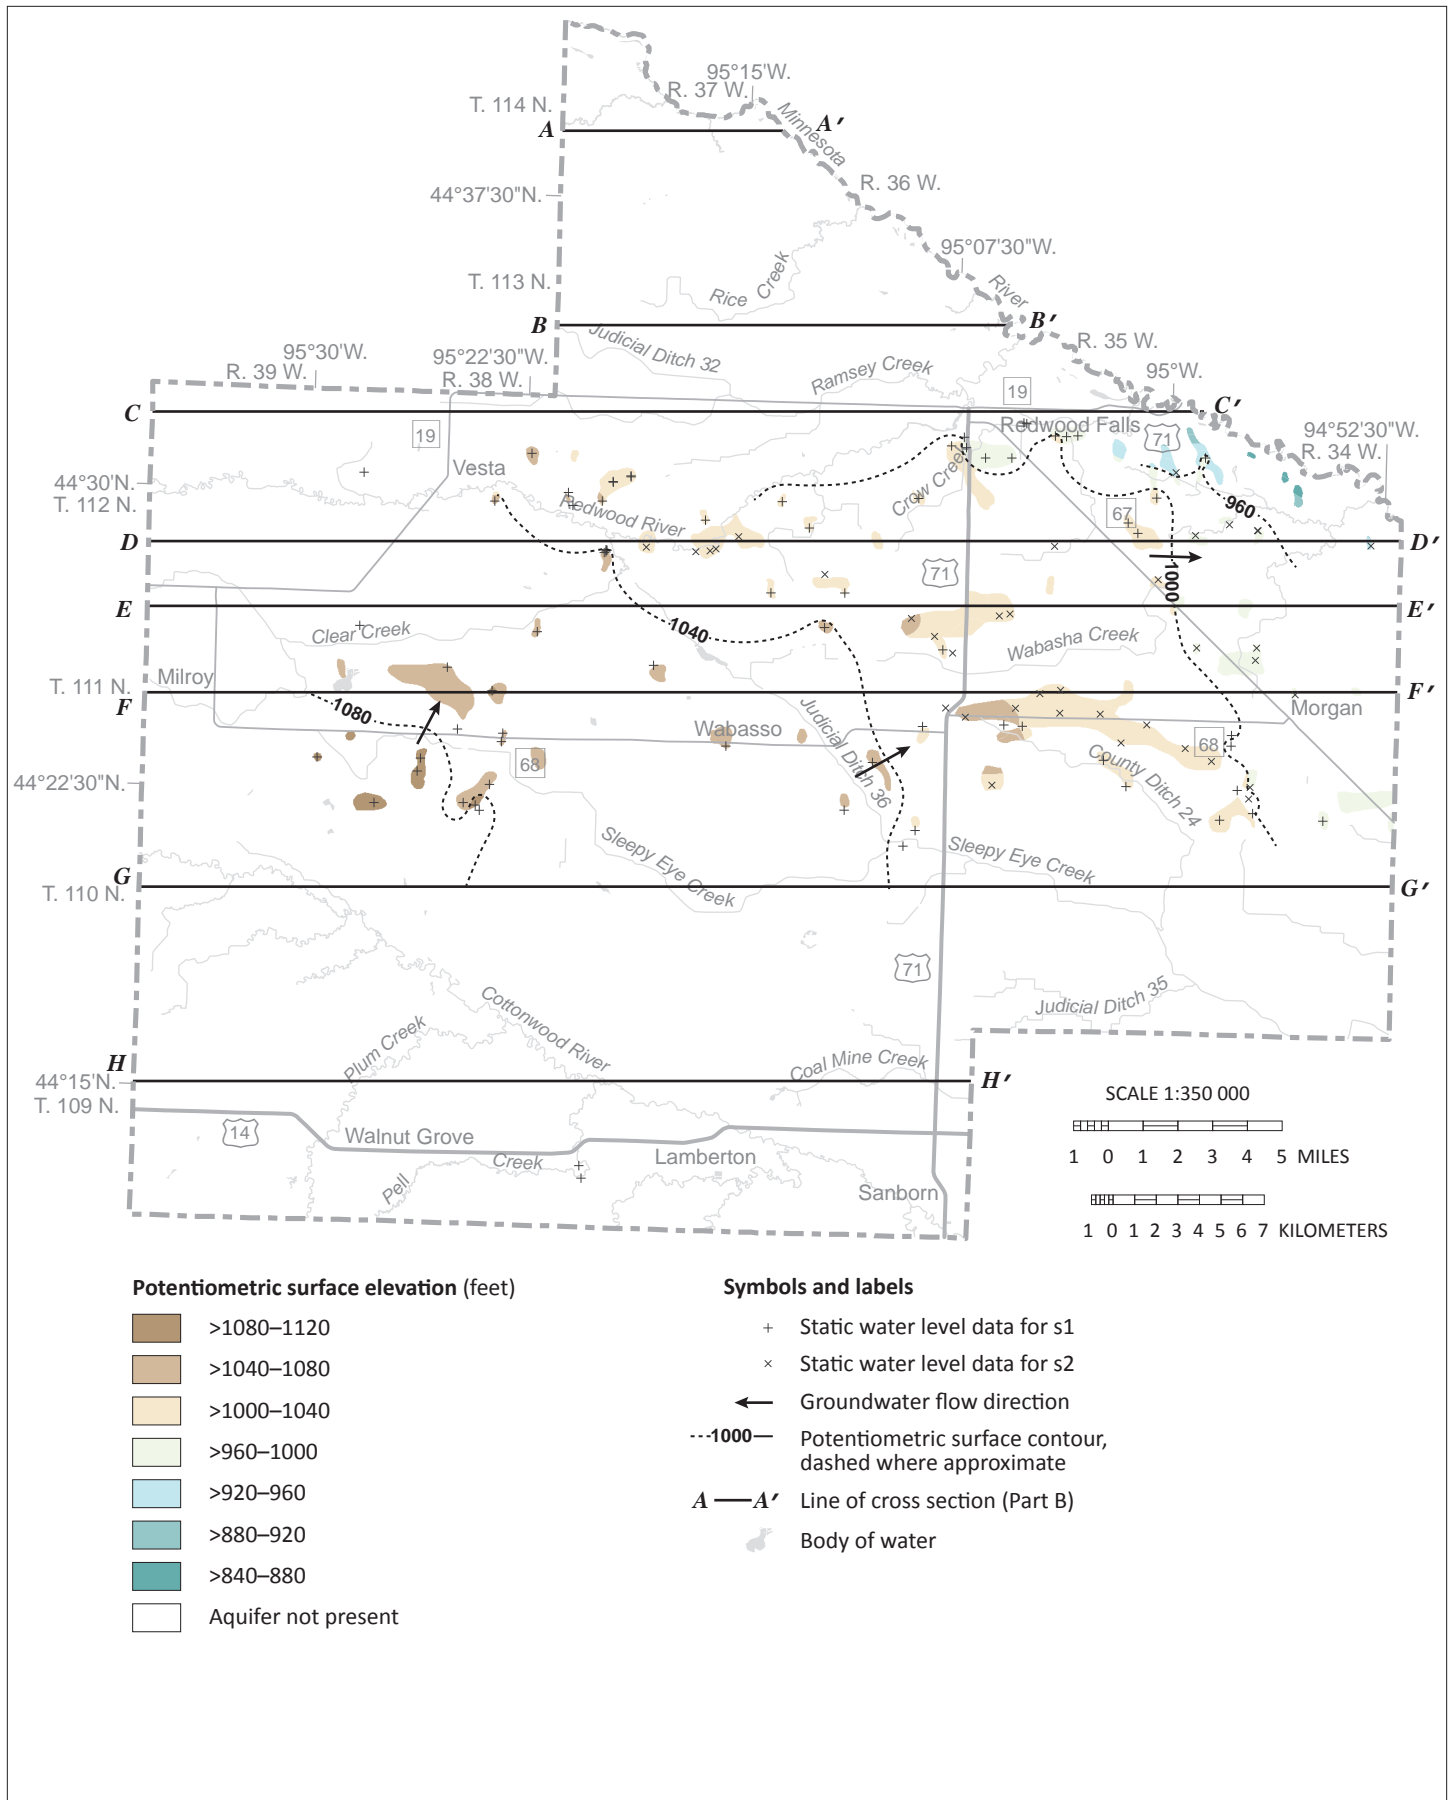 95°15'W.
R. 37 W.
T. 114 N.
A
A'
Minnesota
44°37'30"N.
R. 36 W.
95°07'30"W.
T. 113 N.
Rice
Creek
River
B
B'
Judicial Ditch 32
R. 35 W.
95°30'W.
95°22'30"W.
R. 39 W.
R. 38 W.
Ramsey Creek
95°W.
19
C
C'
Redwood Falls
19
71
94°52'30"W.
R. 34 W.
Vesta
44°30'N.
T. 112 N.
Crow Creek
Redwood River
67
960
D
D'
71
1000
E
E'
Clear Creek
1040
Wabasha Creek
Milroy
T. 111 N.
F
F'
1080
Wabasso
Judicial Ditch 36
Morgan
68
68
County Ditch 24
44°22'30"N.
Sleepy Eye Creek
Sleepy Eye Creek
G
T. 110 N.
G'
71
Cottonwood River
Judicial Ditch 35
Plum Creek
Coal Mine Creek
H
44°15'N.
H'
T. 109 N.
14
Walnut Grove
Creek
Pell
Lamberton
Sanborn
SCALE 1:350 000
1 0 1 2 3 4 5 MILES
1 0 1 2 3 4 5 6 7 KILOMETERS
Potentiometric surface elevation (feet)
>1080–1120
>1040–1080
>1000–1040
>960–1000
>920–960
>880–920
>840–880
Aquifer not present
Symbols and labels
Static water level data for s1
Static water level data for s2
Groundwater flow direction
1000 Potentiometric surface contour,
dashed where approximate
A A' Line of cross section (Part B)
Body of water